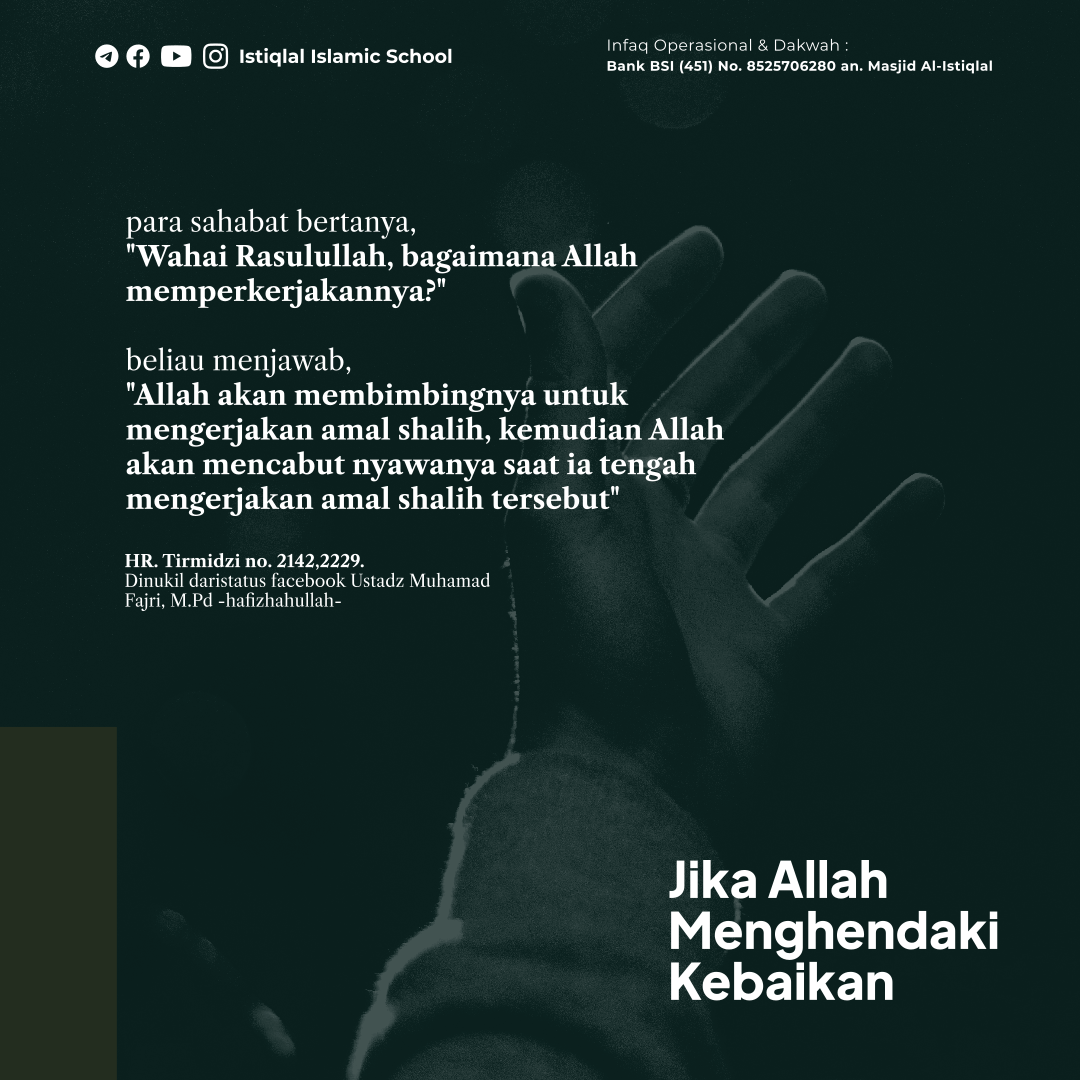 Istiqlal Islamic School
Infaq Operasional & Dakwah :
Bank BSI (451) No. 8525706280 an. Masjid Al-Istiqlal
para sahabat bertanya,
"Wahai Rasulullah, bagaimana Allah
memperkerjakannya?"
beliau menjawab,
"Allah akan membimbingnya untuk
mengerjakan amal shalih, kemudian Allah
akan mencabut nyawanya saat ia tengah
mengerjakan amal shalih tersebut"
HR. Tirmidzi no. 2142,2229.
Dinukil daristatus facebook Ustadz Muhamad
Fajri, M.Pd -hafizhahullah-
Jika Allah
Menghendaki
Kebaikan